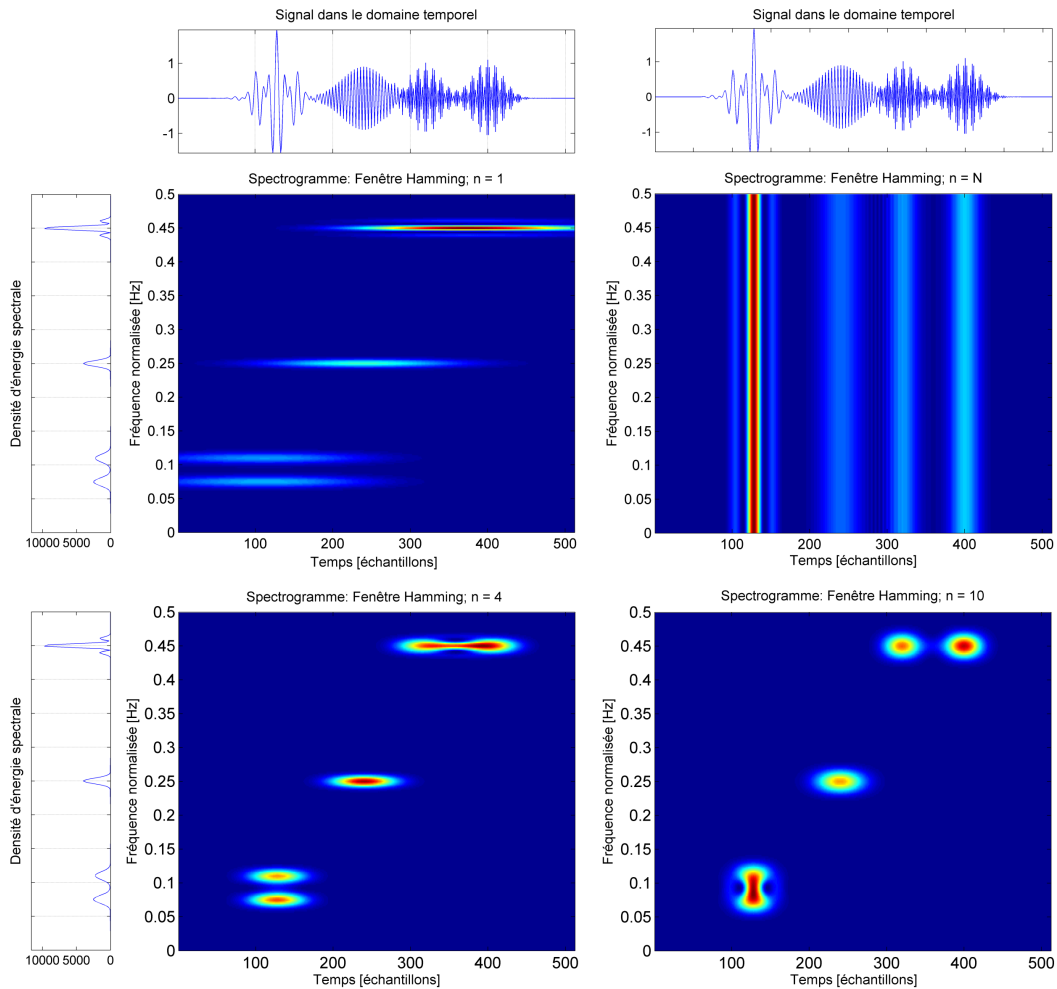 Signal dans le domaine temporel
1
0
-1
Signal dans le domaine temporel
1
0
-1
Spectrogramme: Fenêtre Hamming; n = 1
Densité d'énergie spectrale
10000 5000 0
Fréquence normalisée [Hz]
0.5
0.45
0.4
0.35
0.3
0.25
0.2
0.15
0.1
0.05
0
100 200 300 400 500
Temps [échantillons]
Spectrogramme: Fenêtre Hamming; n = N
Fréquence normalisée [Hz]
0.5
0.45
0.4
0.35
0.3
0.25
0.2
0.15
0.1
0.05
0
100 200 300 400 500
Temps [échantillons]
Spectrogramme: Fenêtre Hamming; n = 4
Densité d'énergie spectrale
10000 5000 0
Fréquence normalisée [Hz]
0.5
0.45
0.4
0.35
0.3
0.25
0.2
0.15
0.1
0.05
0
100 200 300 400 500
Temps [échantillons]
Spectrogramme: Fenêtre Hamming; n = 10
Fréquence normalisée [Hz]
0.5
0.45
0.4
0.35
0.3
0.25
0.2
0.15
0.1
0.05
0
100 200 300 400 500
Temps [échantillons]